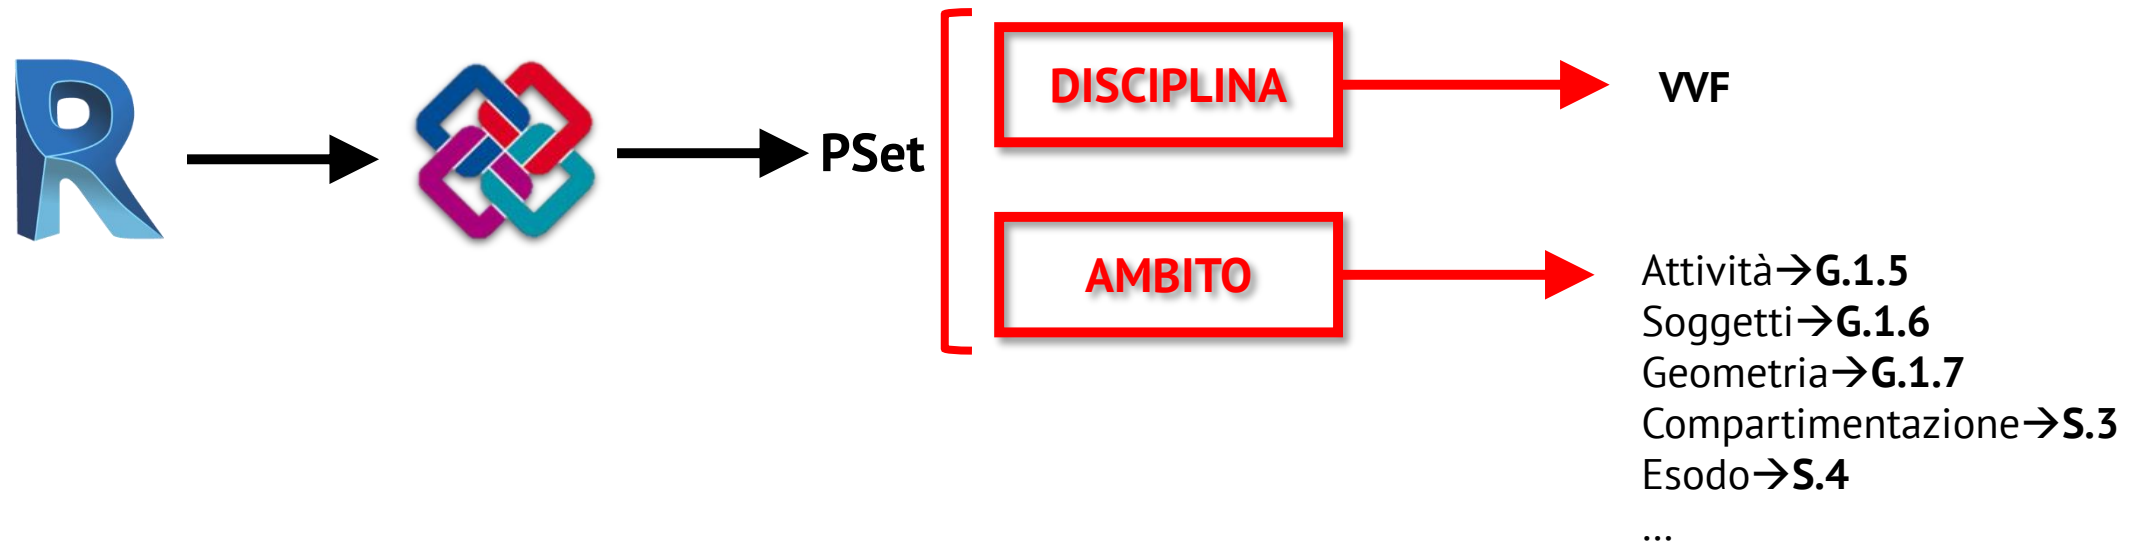 PSet
DISCIPLINA
VVF
AMBITO
Attività→G.1.5
Soggetti→G.1.6
Geometria→G.1.7
Compartimentazione→S.3
Esodo→S.4
...